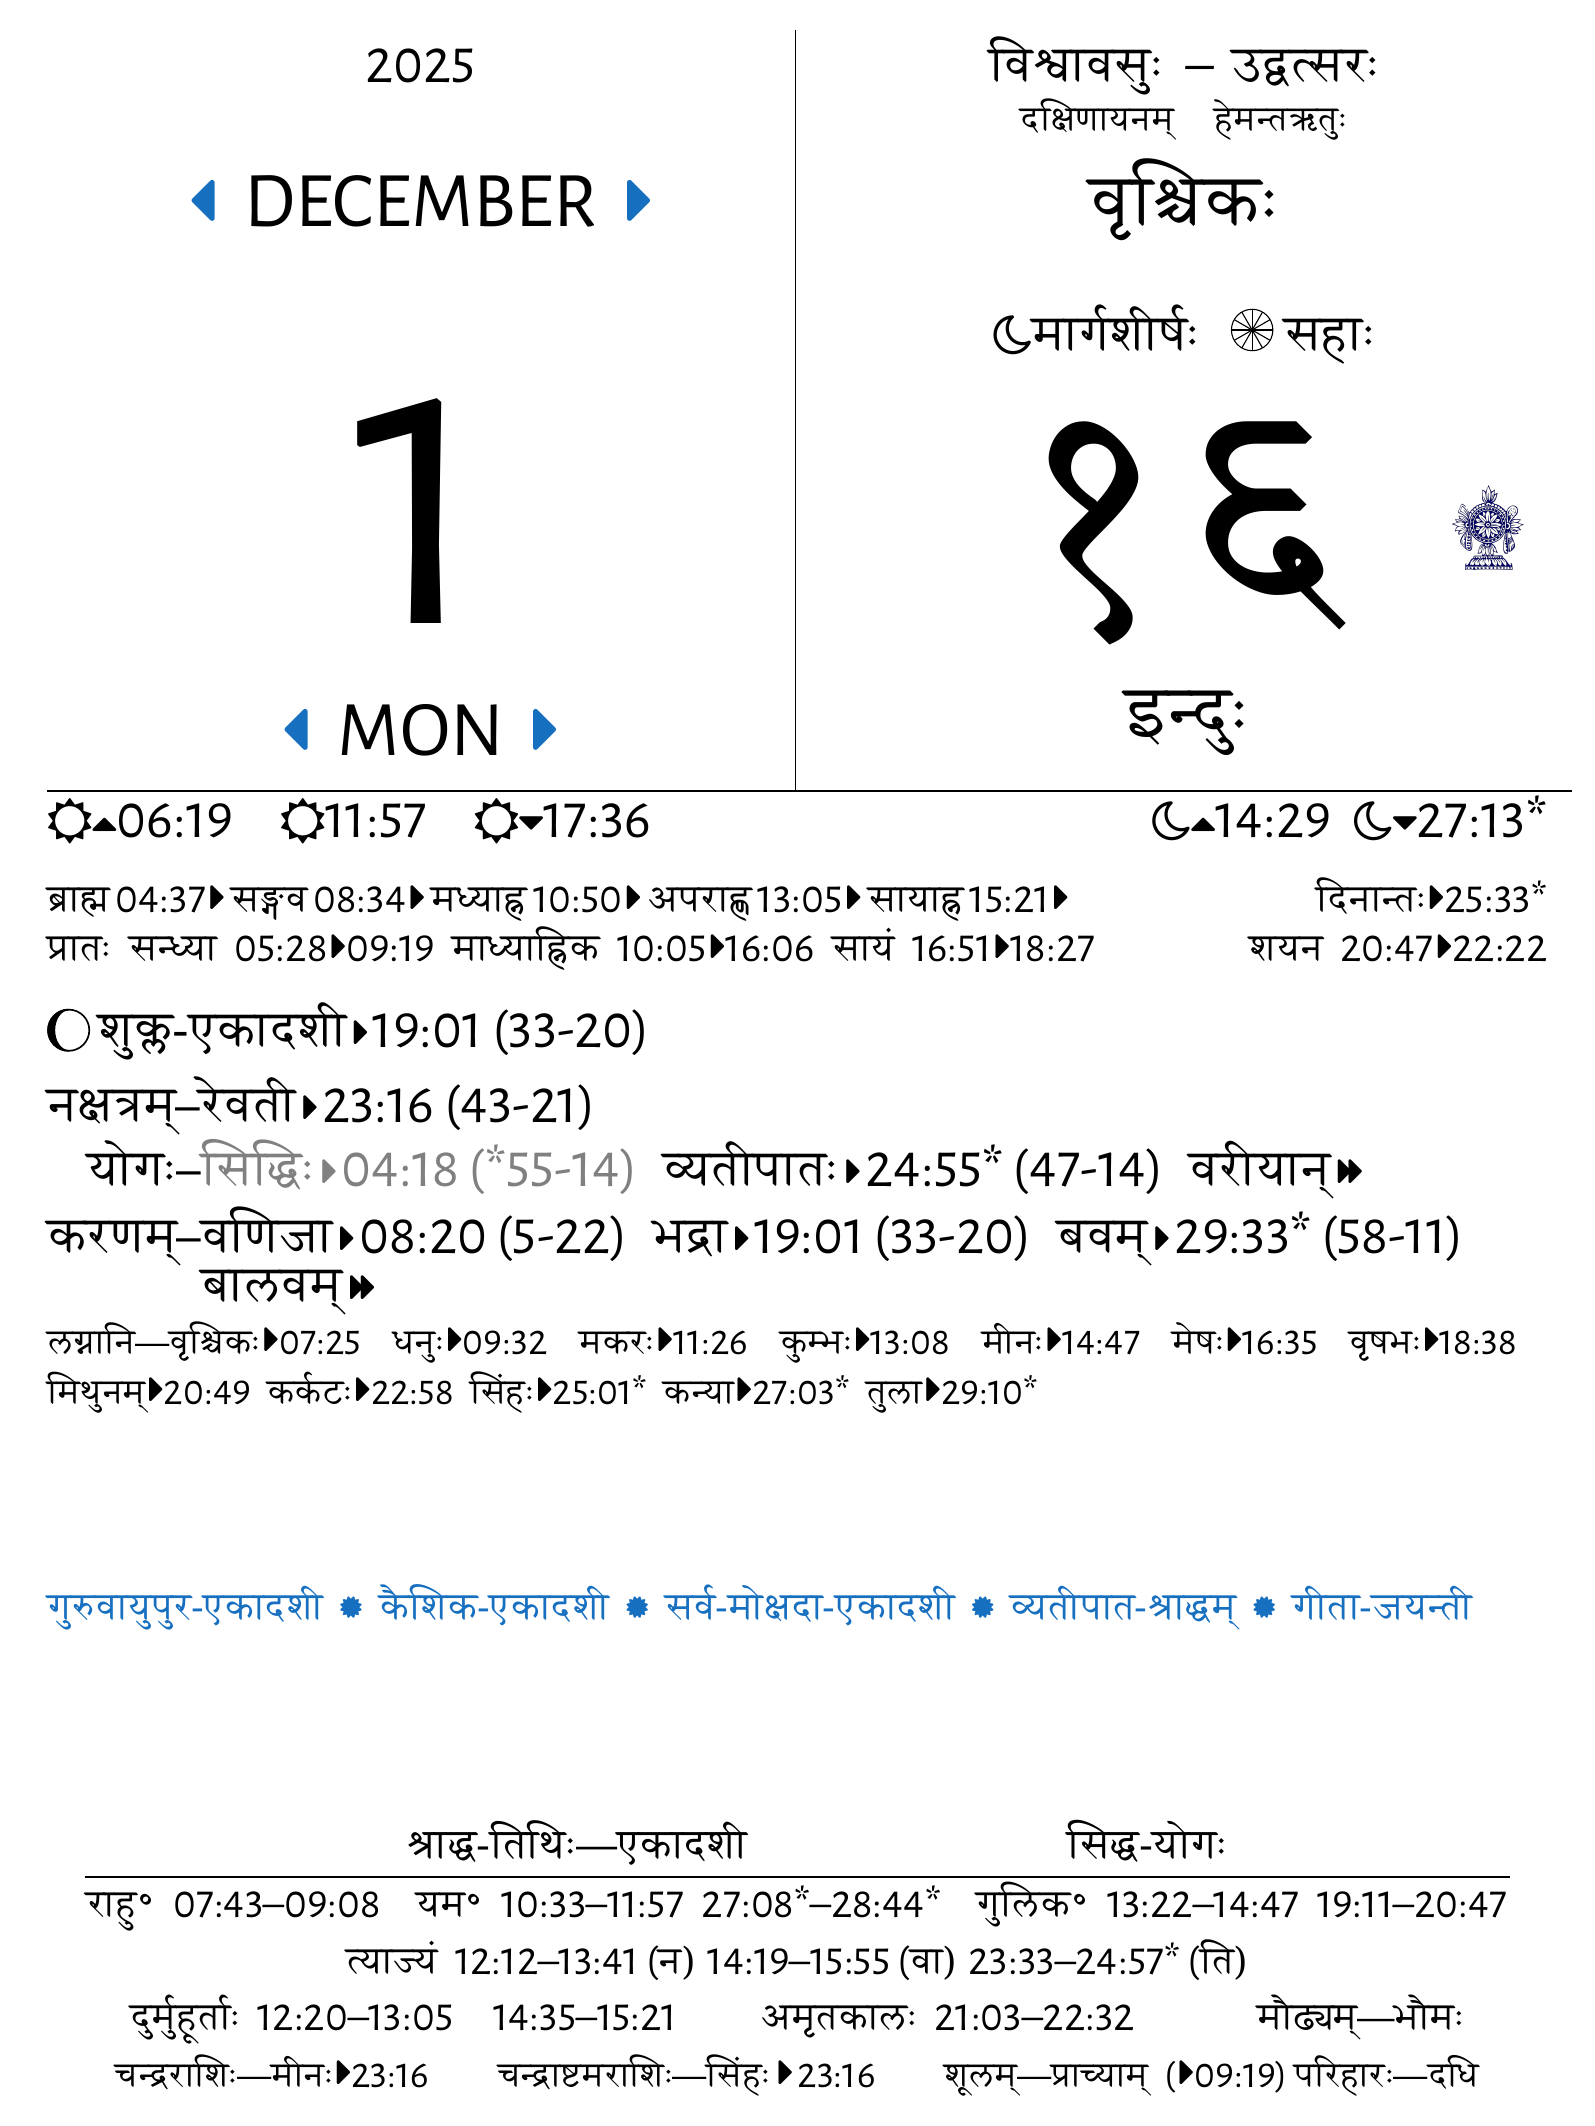 2025
DECEMBER
1
MON
विश्वावसुः – उद्वत्सरः
दक्षिणायनम् हेमन्तऋतुः
वृश्चिकः
मार्गशीर्षः सहाः
१६
इन्दुः
06:19 11:57 17:36 14:29 27:13*
ब्राह्म 04:37 सङ्गव 08:34 मध्याह्न 10:50 अपराह्ण 13:05 सायाह्न 15:21 दिनान्तः 25:33*
प्रातः सन्ध्या 05:28 09:19 माध्याह्निक 10:05 16:06 सायं 16:51 18:27 शयन 20:47 22:22
शुक्ल-एकादशी 19:01 (33-20)
नक्षत्रम्–रेवती 23:16 (43-21)
योगः–सिद्धिः 04:18 (*55-14) व्यतीपातः 24:55* (47-14) वरीयान्
करणम्–वणिजा 08:20 (5-22) भद्रा 19:01 (33-20) बवम् 29:33* (58-11)
बालवम्
लग्नानि—वृश्चिकः 07:25 धनुः 09:32 मकरः 11:26 कुम्भः 13:08 मीनः 14:47 मेषः 16:35 वृषभः 18:38
मिथुनम् 20:49 कर्कटः 22:58 सिंहः 25:01* कन्या 27:03* तुला 29:10*
गुरुवायुपुर-एकादशी ✹ कैशिक-एकादशी ✹ सर्व-मोक्षदा-एकादशी ✹ व्यतीपात-श्राद्धम् ✹ गीता-जयन्ती
श्राद्ध-तिथिः—एकादशी सिद्ध-योगः
राहु॰ 07:43–09:08 यम॰ 10:33–11:57 27:08*–28:44* गुलिक॰ 13:22–14:47 19:11–20:47
त्याज्यं 12:12–13:41 (न) 14:19–15:55 (वा) 23:33–24:57* (ति)
दुर्मुहूर्ताः 12:20–13:05 14:35–15:21 अमृतकालः 21:03–22:32 मौढ्यम्—भौमः
चन्द्रराशिः—मीनः 23:16 चन्द्राष्टमराशिः—सिंहः 23:16 शूलम्—प्राच्याम् (09:19) परिहारः—दधि